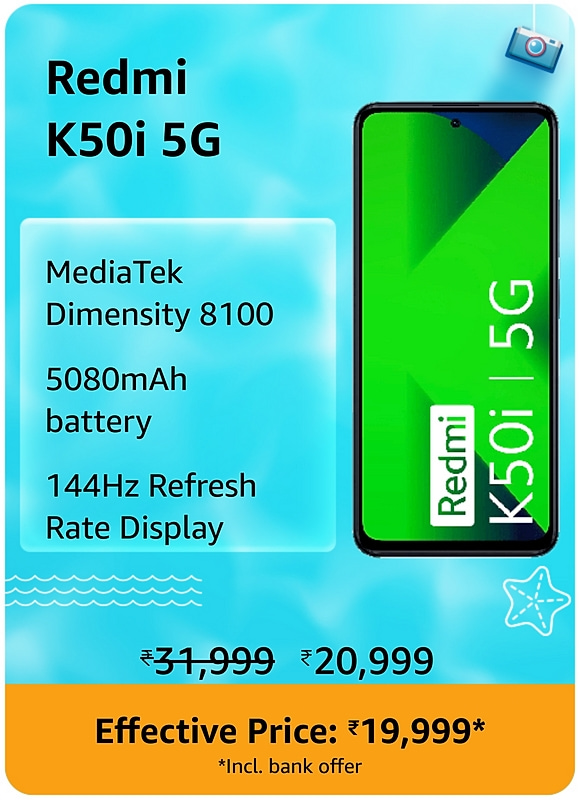 Redmi
K50i 5G
MediaTek
Dimensity 8100
5080mAh
battery
144Hz Refresh
Rate Display
Redmi
K50i | 5G
₹31,999 ₹20,999
Effective Price: ₹19,999*
*Incl. bank offer